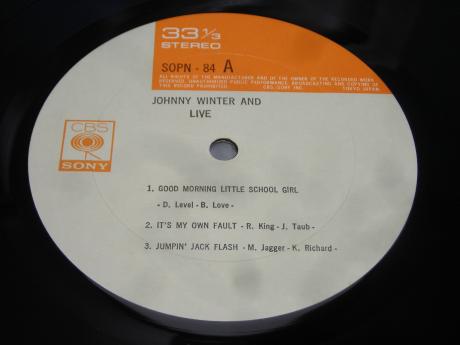 33 1/3
STEREO
SOPN - 84 A
ALL RIGHTS OF THE MANUFACTURER AND OF THE OWNER OF THE RECORDED WORK
RESERVED. UNAUTHORIZED PUBLIC PERFORMANCE, BROADCASTING AND COPYING OF
THIS RECORD PROHIBITED CBS/SONY INC. TOKYO JAPAN
JOHNNY WINTER AND
LIVE
CBS
SONY
1. GOOD MORNING LITTLE SCHOOL GIRL
- D. Level - B. Love -
2. IT'S MY OWN FAULT - R. King - J. Taub -
3. JUMPIN' JACK FLASH - M. Jagger - K. Richard -